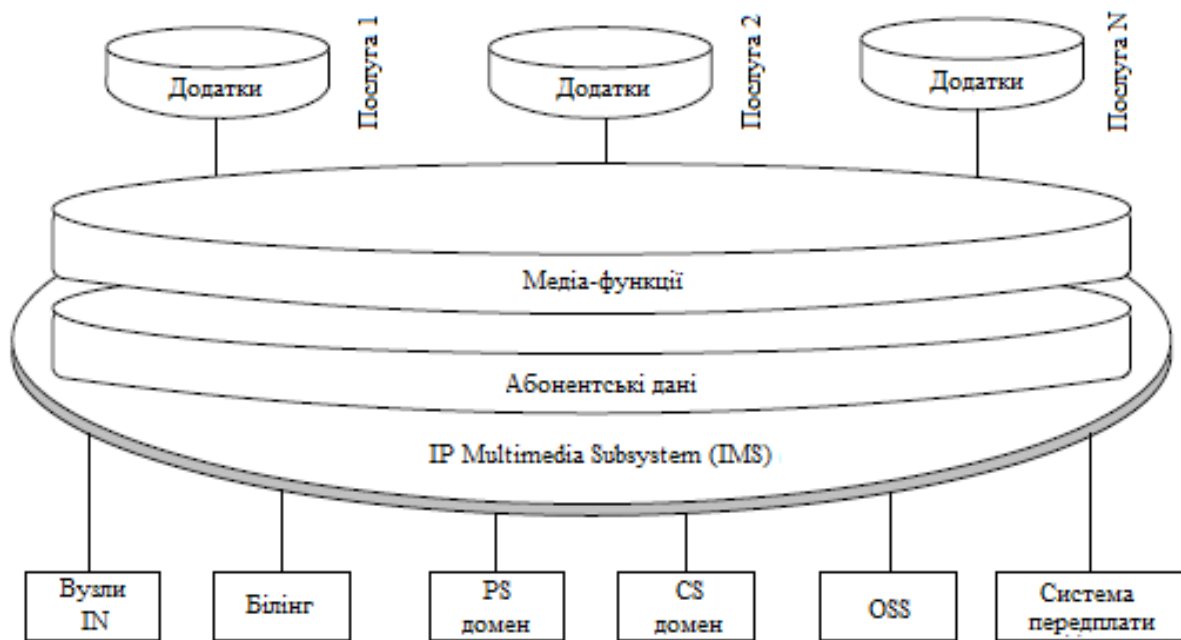 Додатки
Послуга 1
Додатки
Послуга 2
Додатки
Послуга N
Медіа-функції
Абонентські дані
IP Multimedia Subsystem (IMS)
Вузли
IN
Білінг
PS
домен
CS
домен
OSS
Система
передплати